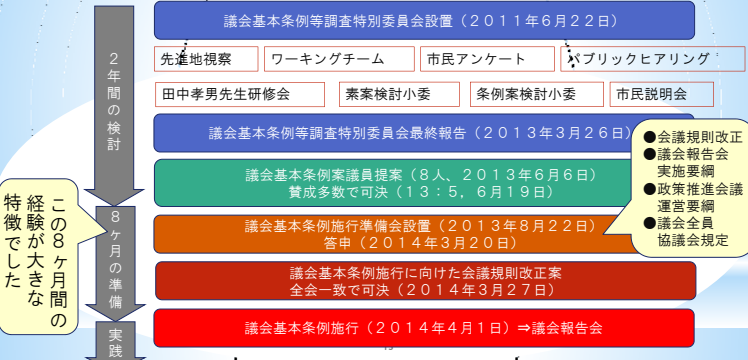 議会基本条例等調査特別委員会設置（２０１１年６月２２日）
２年間の検討
先進地視察
ワーキングチーム
市民アンケート
パブリックヒアリング
田中孝男先生研修会
素案検討小委
条例案検討小委
市民説明会
議会基本条例等調査特別委員会最終報告（２０１３年３月２６日）
議会基本条例案議員提案（８人、２０１３年６月６日）
賛成多数で可決（１３：５，６月１９日）
●会議規則改正
●議会報告会
実施要綱
●政策推進会議
運営要綱
●議会全員
協議会規定
この８ヶ月間の
経験が大きな
特徴でした
８ヶ月の準備
議会基本条例施行準備会設置（２０１３年８月２２日）
答申（２０１４年３月２０日）
議会基本条例施行に向けた会議規則改正案
全会一致で可決（２０１４年３月２７日）
実践
議会基本条例施行（２０１４年４月１日）⇒議会報告会